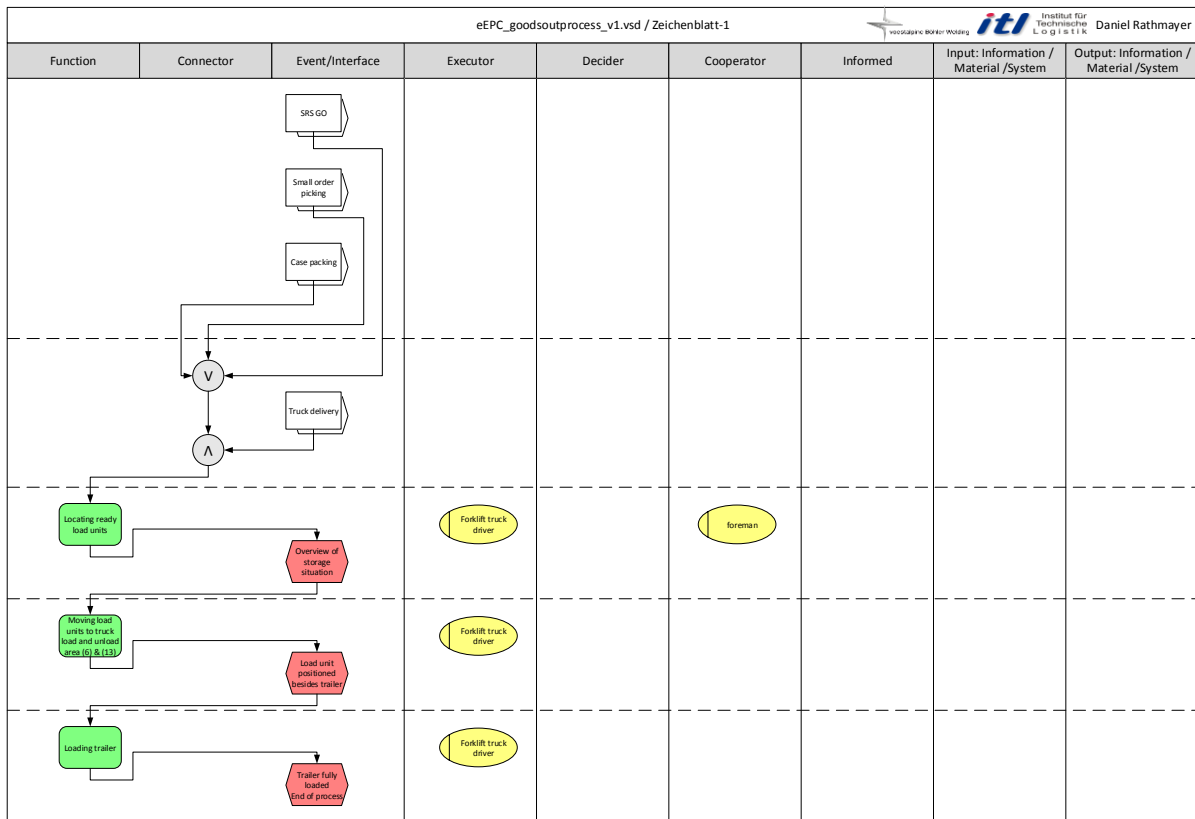 eEPC_goodsoutprocess_v1.vsd / Zeichenblatt-1
voestalpine Böhler Welding
itl
Institut für
Technische
Logistik
Daniel Rathmayer
Function
Connector
Event/Interface
Executor
Decider
Cooperator
Informed
Input: Information /
Material /System
Output: Information /
Material /System
SRS GO
Small order
picking
Case packing
V
Truck delivery
Λ
Locating ready
load units
Forklift truck
driver
foreman
Overview of
storage
situation
Moving load
units to truck
load and unload
area (6) & (13)
Forklift truck
driver
Load unit
positioned
besides trailer
Loading trailer
Forklift truck
driver
Trailer fully
loaded
End of process